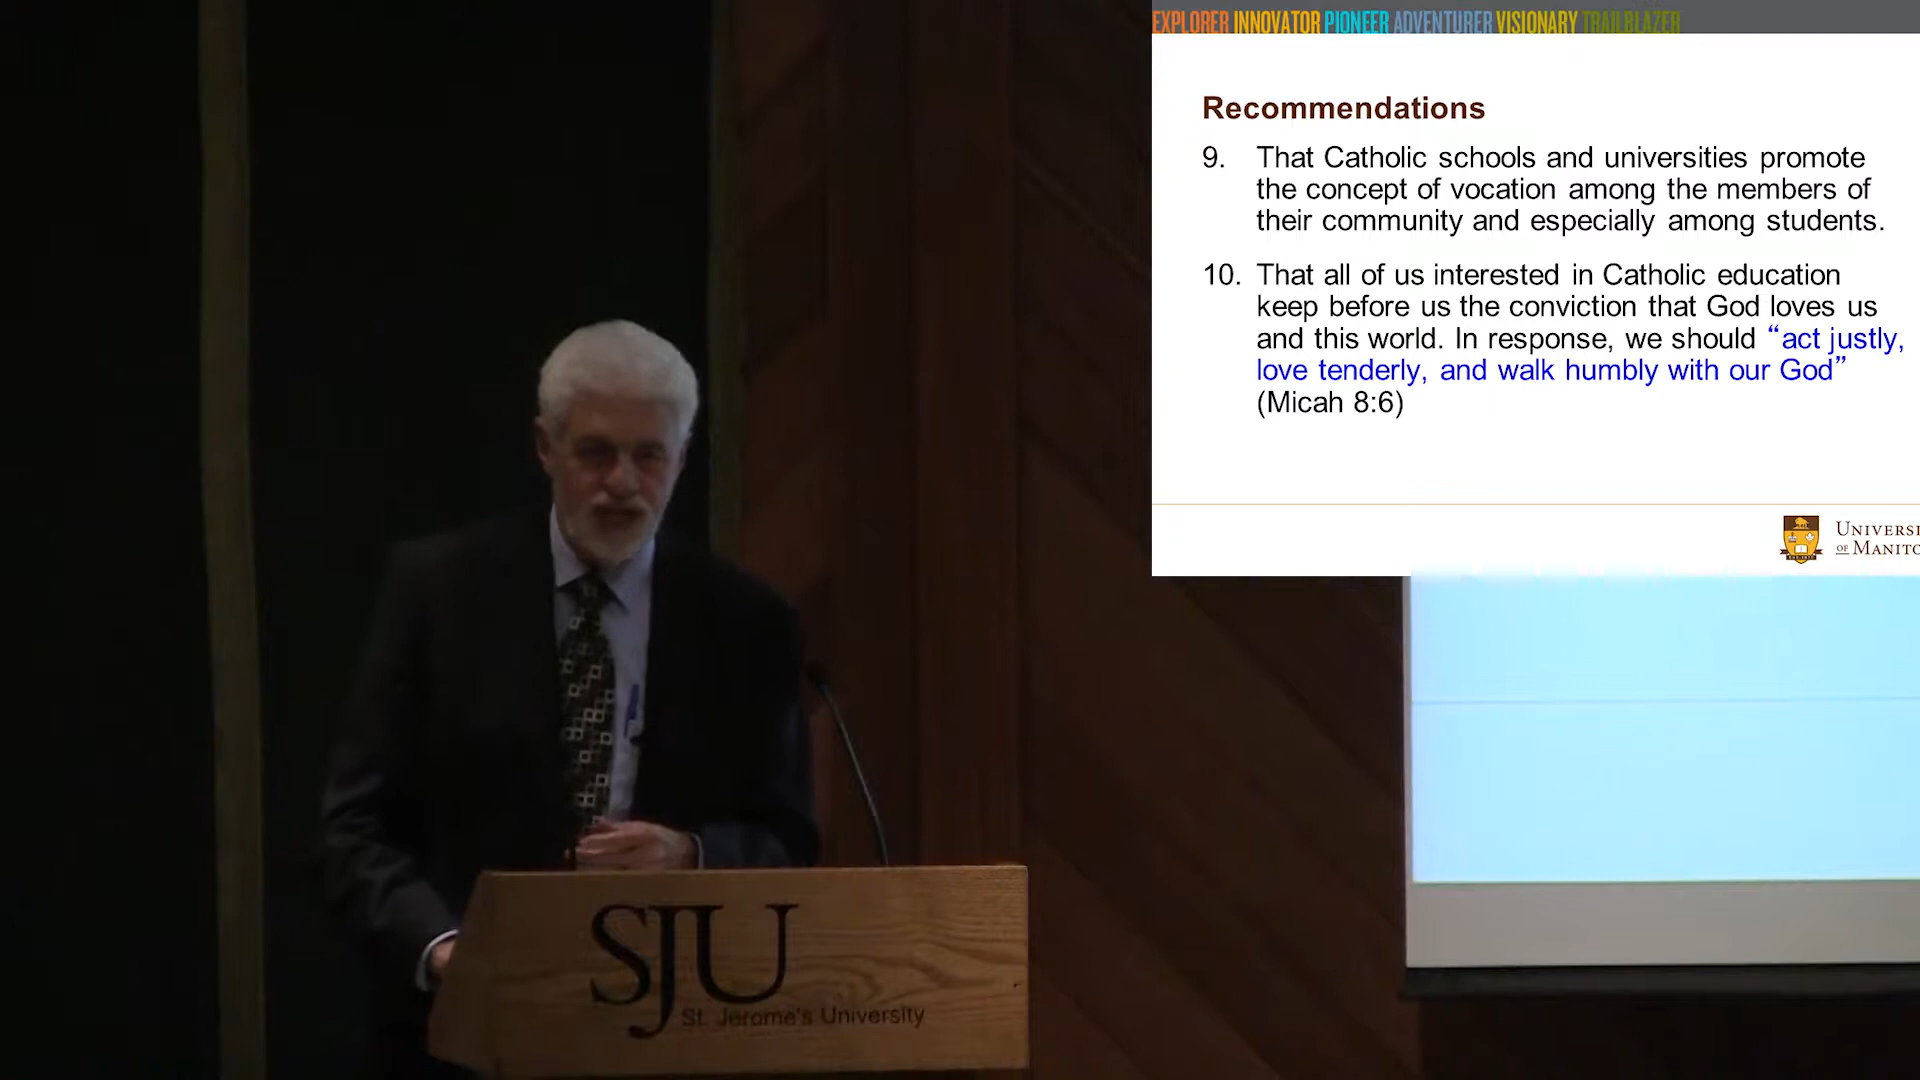 EXPLORER INNOVATOR PIONEER ADVENTURER VISIONARY TRAILBLAZER
Recommendations
9. That Catholic schools and universities promote
the concept of vocation among the members of
their community and especially among students.
10. That all of us interested in Catholic education
keep before us the conviction that God loves us
and this world. In response, we should “act justly,
love tenderly, and walk humbly with our God”
(Micah 8:6)
SJU
St. Jerome's University